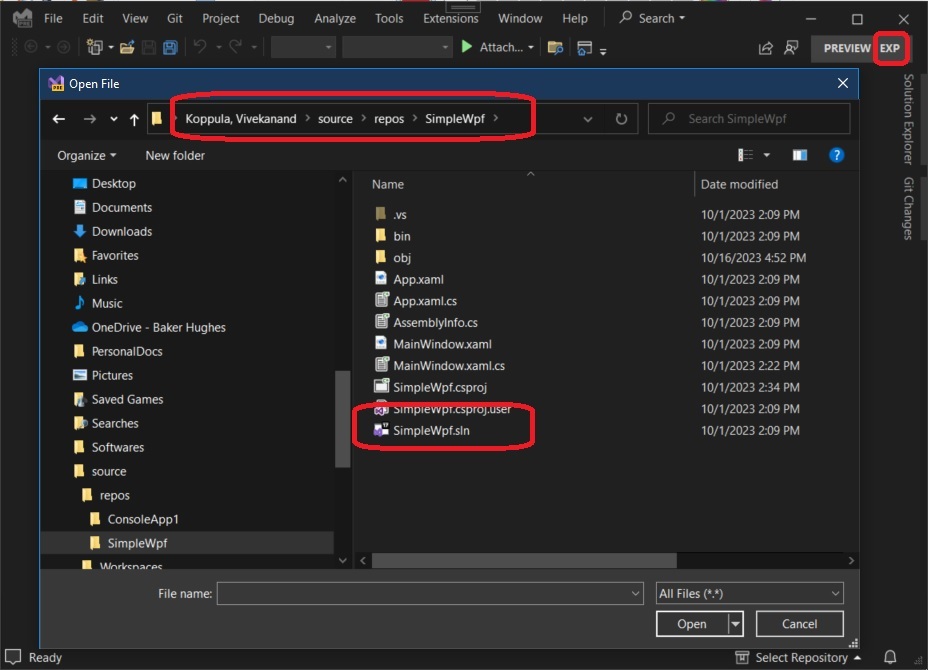 File Edit View Git Project Debug Analyze Tools Extensions Window Help Search
Attach... PREVIEW EXP
Open File
Koppula, Vivekanand > source > repos > SimpleWpf > Search SimpleWpf
Organize New folder
Solution Explorer
Git Changes
Desktop
Documents
Downloads
Favorites
Links
Music
OneDrive - Baker Hughes
PersonalDocs
Pictures
Saved Games
Searches
Softwares
source
repos
ConsoleApp1
SimpleWpf
Workspaces
Name Date modified
.vs 10/1/2023 2:09 PM
bin 10/1/2023 2:09 PM
obj 10/16/2023 4:52 PM
App.xaml 10/1/2023 2:09 PM
App.xaml.cs 10/1/2023 2:09 PM
AssemblyInfo.cs 10/1/2023 2:09 PM
MainWindow.xaml 10/1/2023 2:09 PM
MainWindow.xaml.cs 10/1/2023 2:22 PM
SimpleWpf.csproj 10/1/2023 2:34 PM
SimpleWpf.csproj.user 10/1/2023 2:09 PM
SimpleWpf.sln 10/1/2023 2:09 PM
File name: All Files (*.*)
Open Cancel
Ready Select Repository